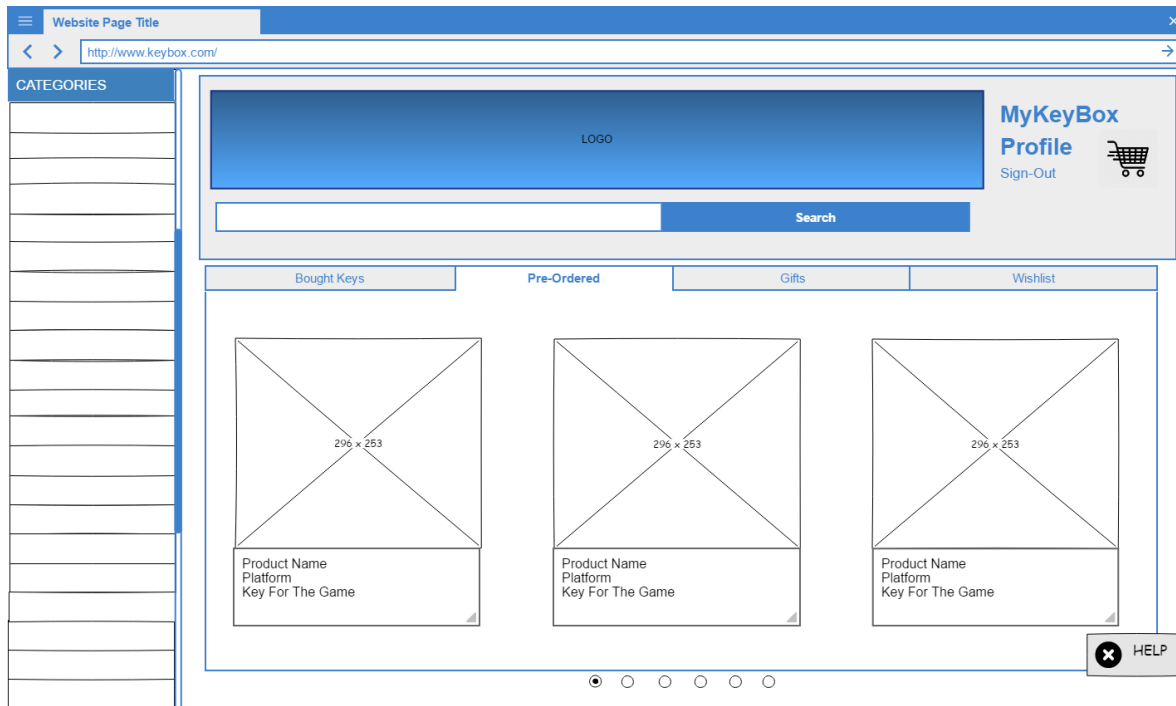 Website Page Title
http://www.keybox.com/
CATEGORIES
LOGO
MyKeyBox
Profile
Sign-Out
Search
Bought Keys
Pre-Ordered
Gifts
Wishlist
296 x 253
296 x 253
296 x 253
Product Name
Platform
Key For The Game
Product Name
Platform
Key For The Game
Product Name
Platform
Key For The Game
HELP